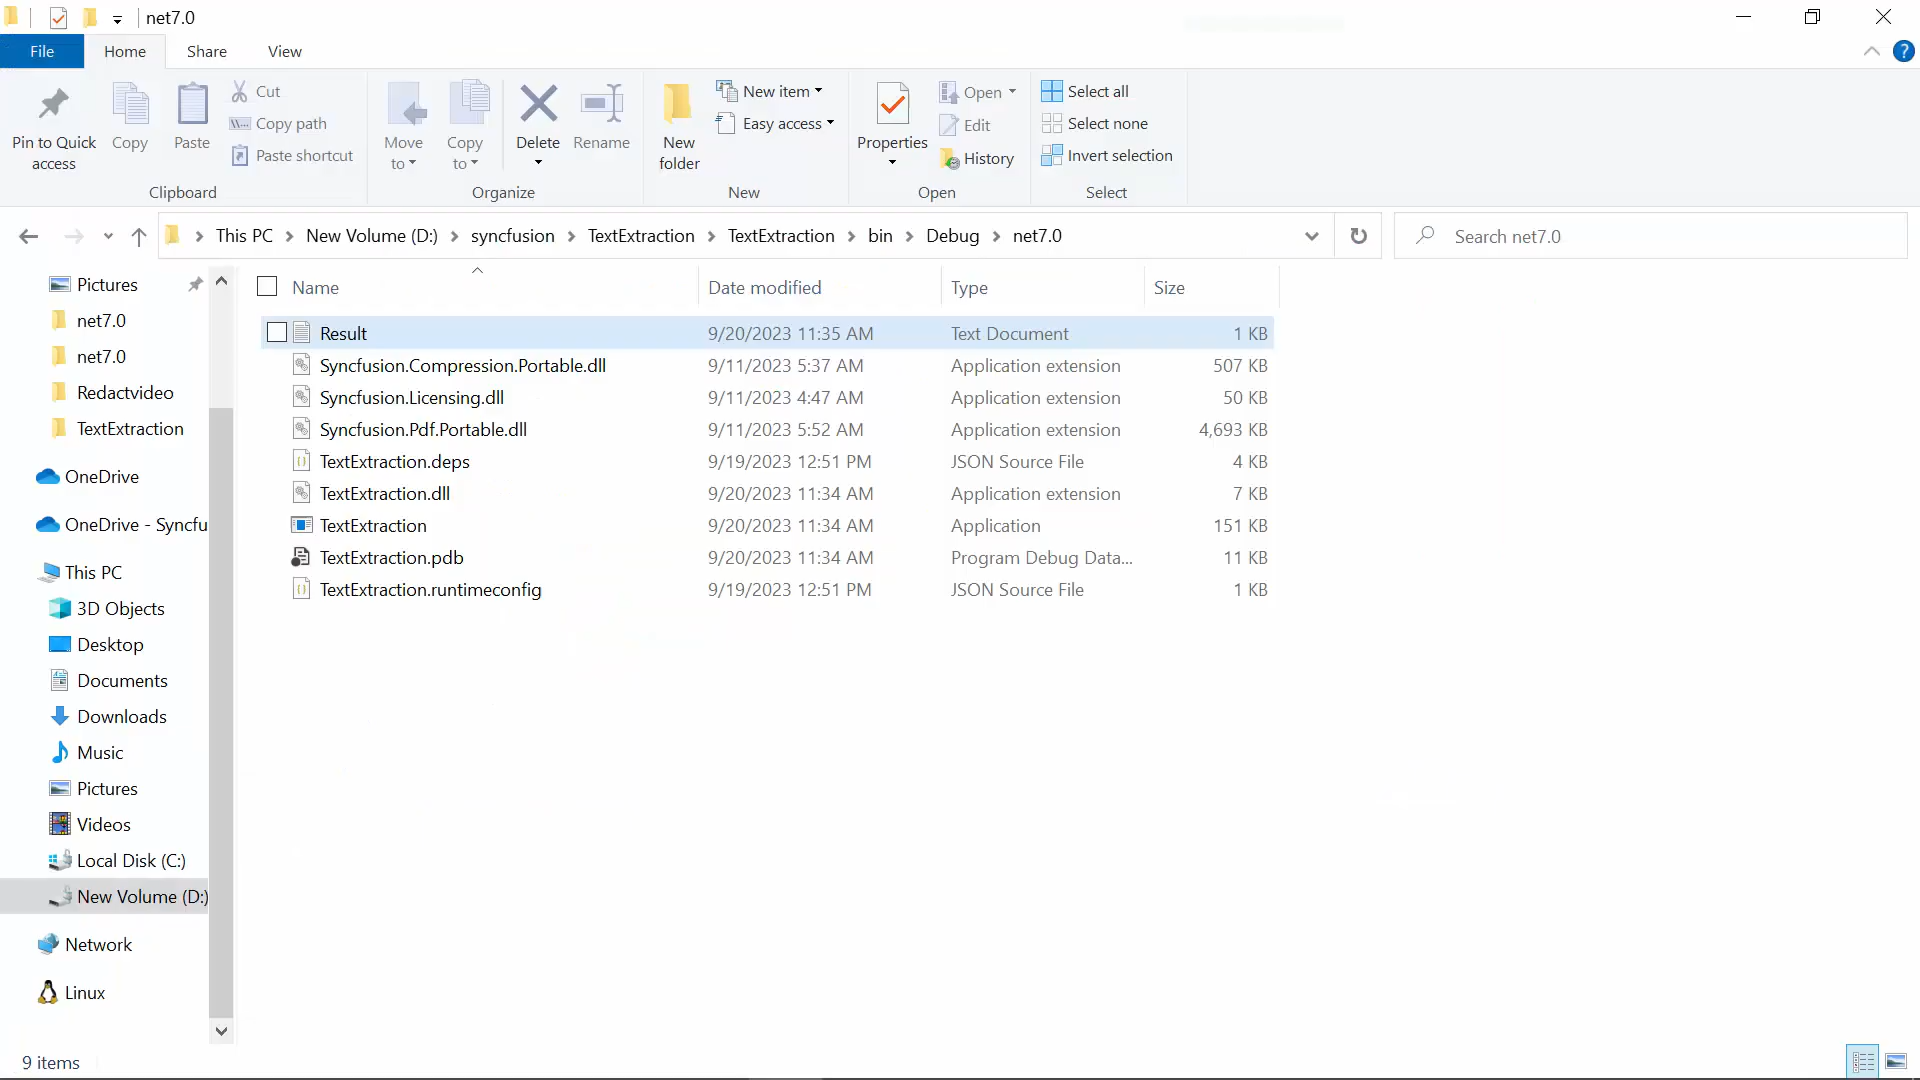 net7.0
File Home Share View
Pin to Quick access
Copy
Paste
Cut
Copy path
Paste shortcut
Clipboard
Move to
Copy to
Delete
Rename
Organize
New folder
New item
Easy access
New
Properties
Open
Edit
History
Open
Select all
Select none
Invert selection
Select
This PC New Volume (D:) syncfusion TextExtraction TextExtraction bin Debug net7.0
Search net7.0
Pictures
net7.0
net7.0
Redactvideo
TextExtraction
OneDrive
OneDrive - Syncfu
This PC
3D Objects
Desktop
Documents
Downloads
Music
Pictures
Videos
Local Disk (C:)
New Volume (D:)
Network
Linux
Name Date modified Type Size
Result 9/20/2023 11:35 AM Text Document 1 KB
Syncfusion.Compression.Portable.dll 9/11/2023 5:37 AM Application extension 507 KB
Syncfusion.Licensing.dll 9/11/2023 4:47 AM Application extension 50 KB
Syncfusion.Pdf.Portable.dll 9/11/2023 5:52 AM Application extension 4,693 KB
TextExtraction.deps 9/19/2023 12:51 PM JSON Source File 4 KB
TextExtraction.dll 9/20/2023 11:34 AM Application extension 7 KB
TextExtraction 9/20/2023 11:34 AM Application 151 KB
TextExtraction.pdb 9/20/2023 11:34 AM Program Debug Data... 11 KB
TextExtraction.runtimeconfig 9/19/2023 12:51 PM JSON Source File 1 KB
9 items